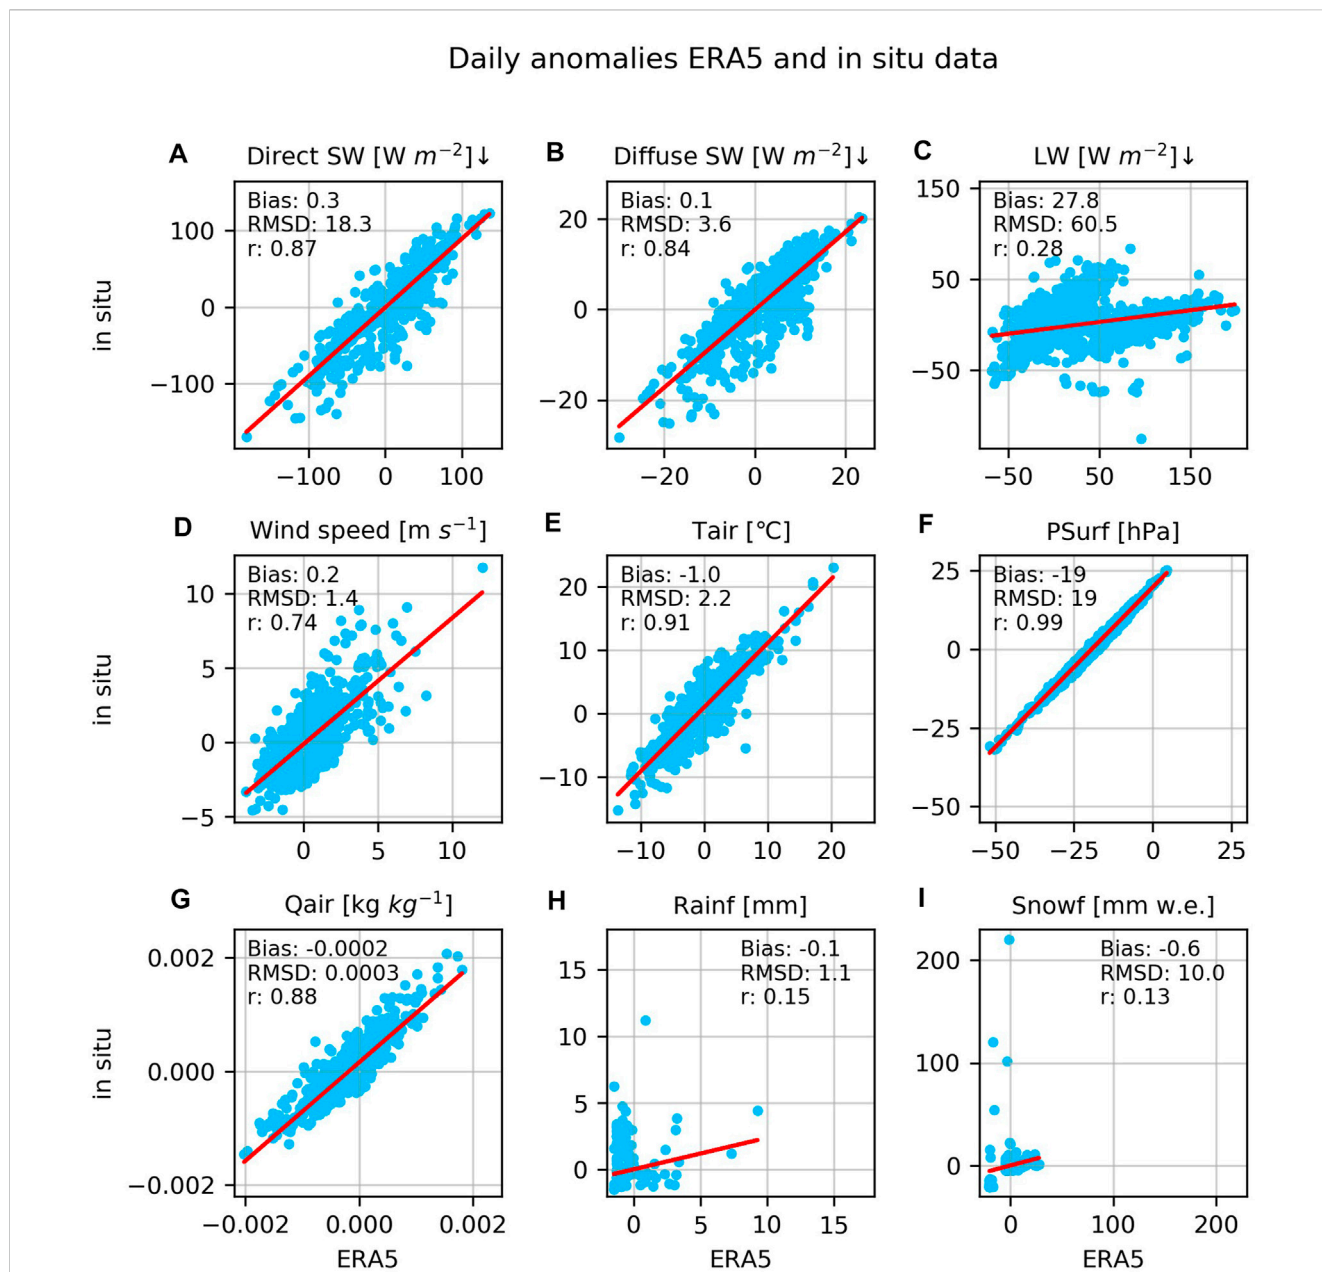 Daily anomalies ERA5 and in situ data
A Direct SW [W m⁻²]↓
Bias: 0.3
RMSD: 18.3
r: 0.87
100
0
−100
−100 0 100
in situ
B Diffuse SW [W m⁻²]↓
Bias: 0.1
RMSD: 3.6
r: 0.84
20
0
−20
−20 0 20
C LW [W m⁻²]↓
Bias: 27.8
RMSD: 60.5
r: 0.28
150
50
−50
−50 50 150
D Wind speed [m s⁻¹]
Bias: 0.2
RMSD: 1.4
r: 0.74
10
5
0
−5
0 5 10
in situ
E Tair [°C]
Bias: -1.0
RMSD: 2.2
r: 0.91
20
10
0
−10
−10 0 10 20
F PSurf [hPa]
Bias: -19
RMSD: 19
r: 0.99
25
0
−25
−50
−50 −25 0 25
G Qair [kg kg⁻¹]
Bias: -0.0002
RMSD: 0.0003
r: 0.88
0.002
0.000
−0.002
−0.002 0.000 0.002
in situ
ERA5
H Rainf [mm]
Bias: -0.1
RMSD: 1.1
r: 0.15
15
10
5
0
0 5 10 15
ERA5
I Snowf [mm w.e.]
Bias: -0.6
RMSD: 10.0
r: 0.13
200
100
0
0 100 200
ERA5